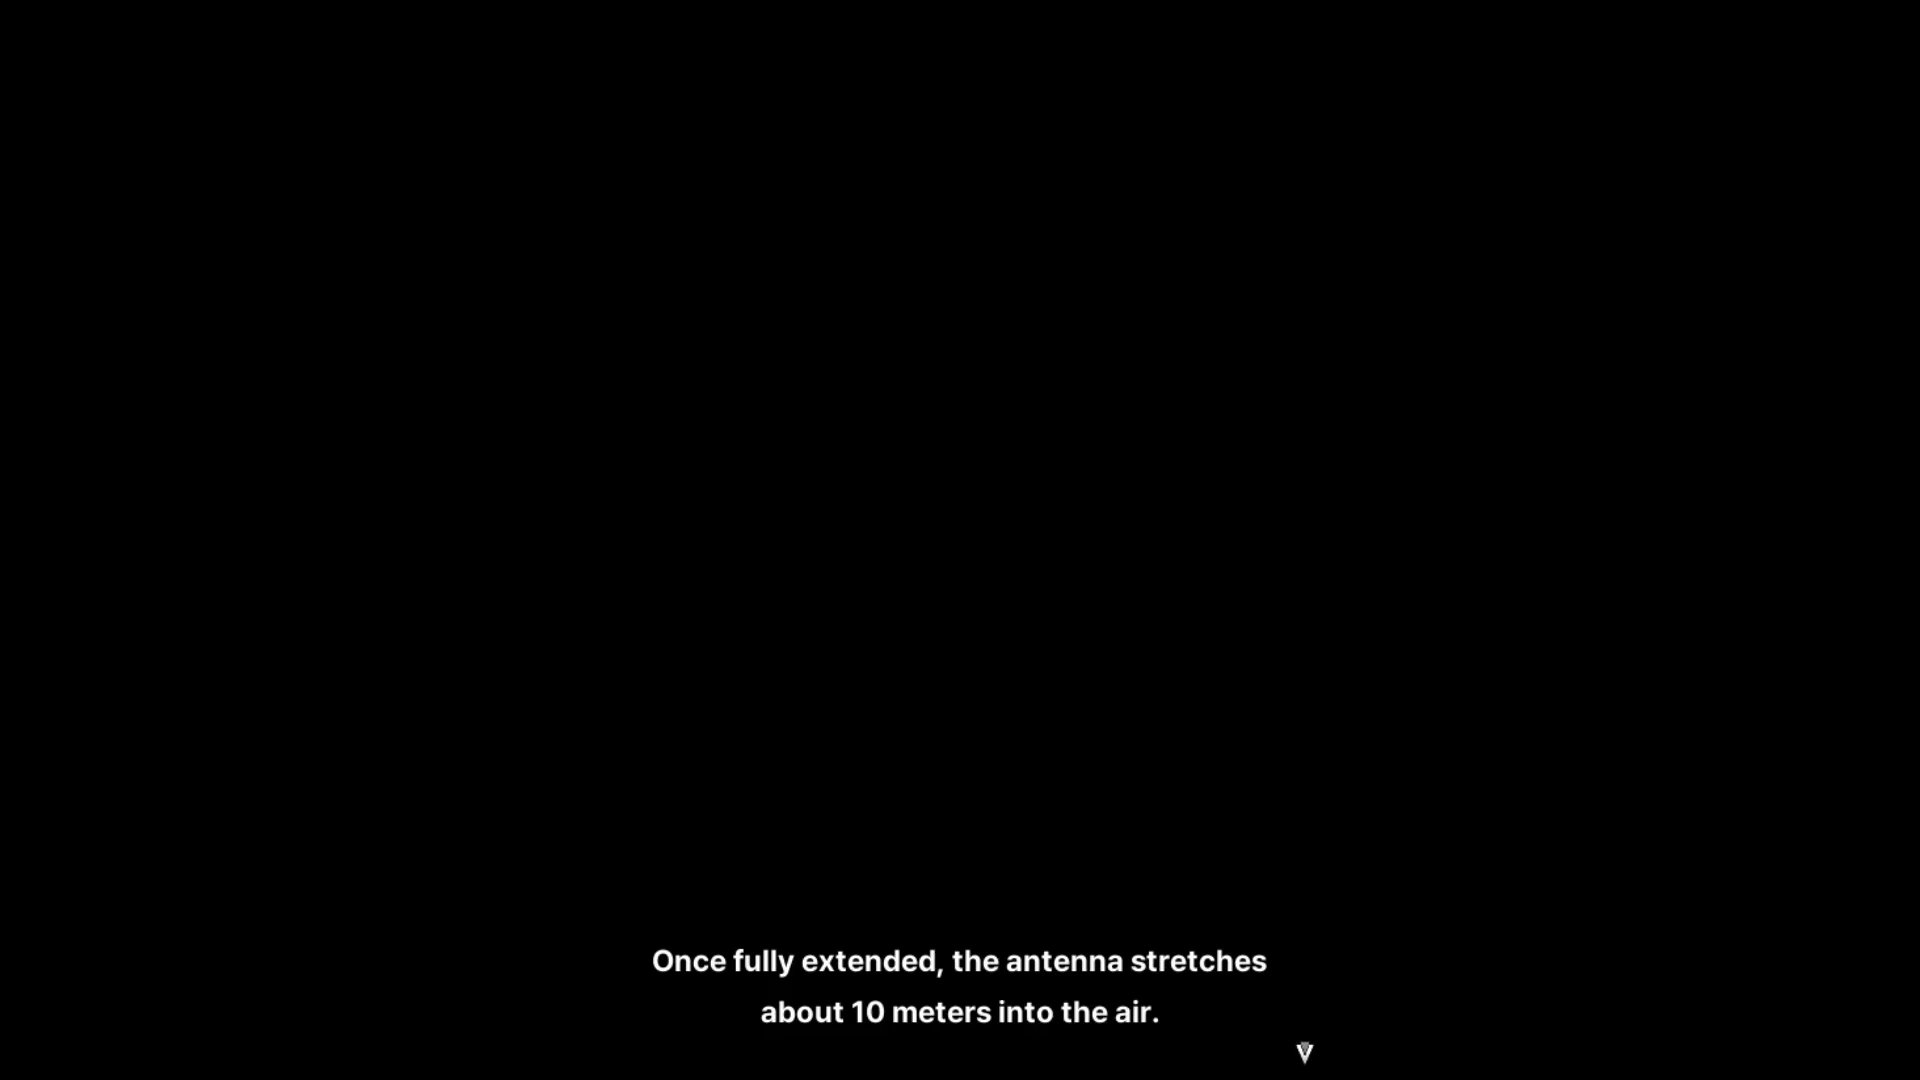 Once fully extended, the antenna stretches
about 10 meters into the air.